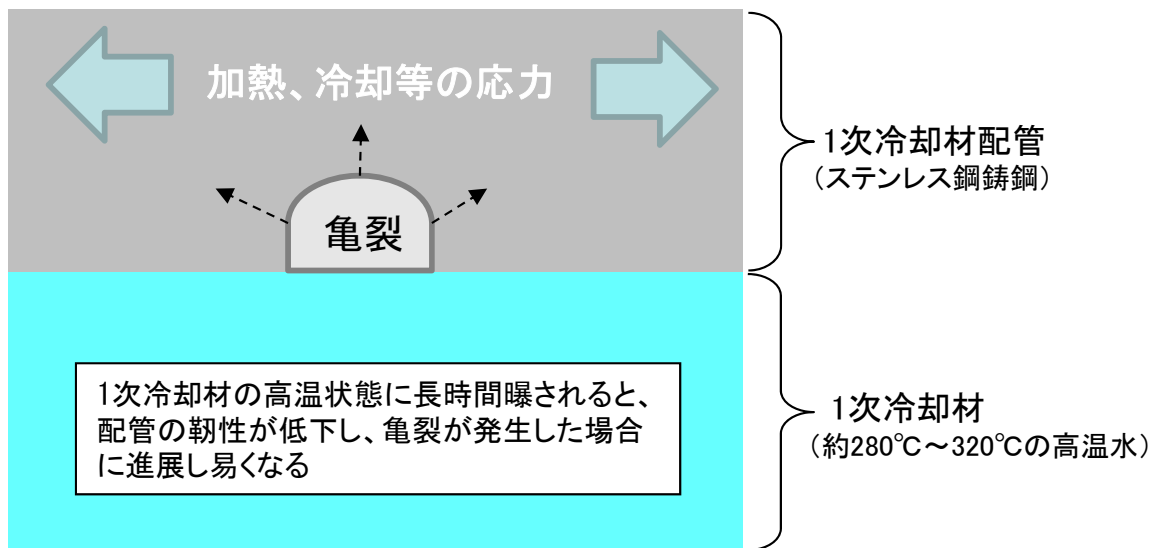 加熱、冷却等の応力
亀裂
1次冷却材配管
（ステンレス鋼鋳鋼）
1次冷却材の高温状態に長時間曝されると、
配管の靭性が低下し、亀裂が発生した場合
に進展し易くなる
1次冷却材
（約280℃～320℃の高温水）